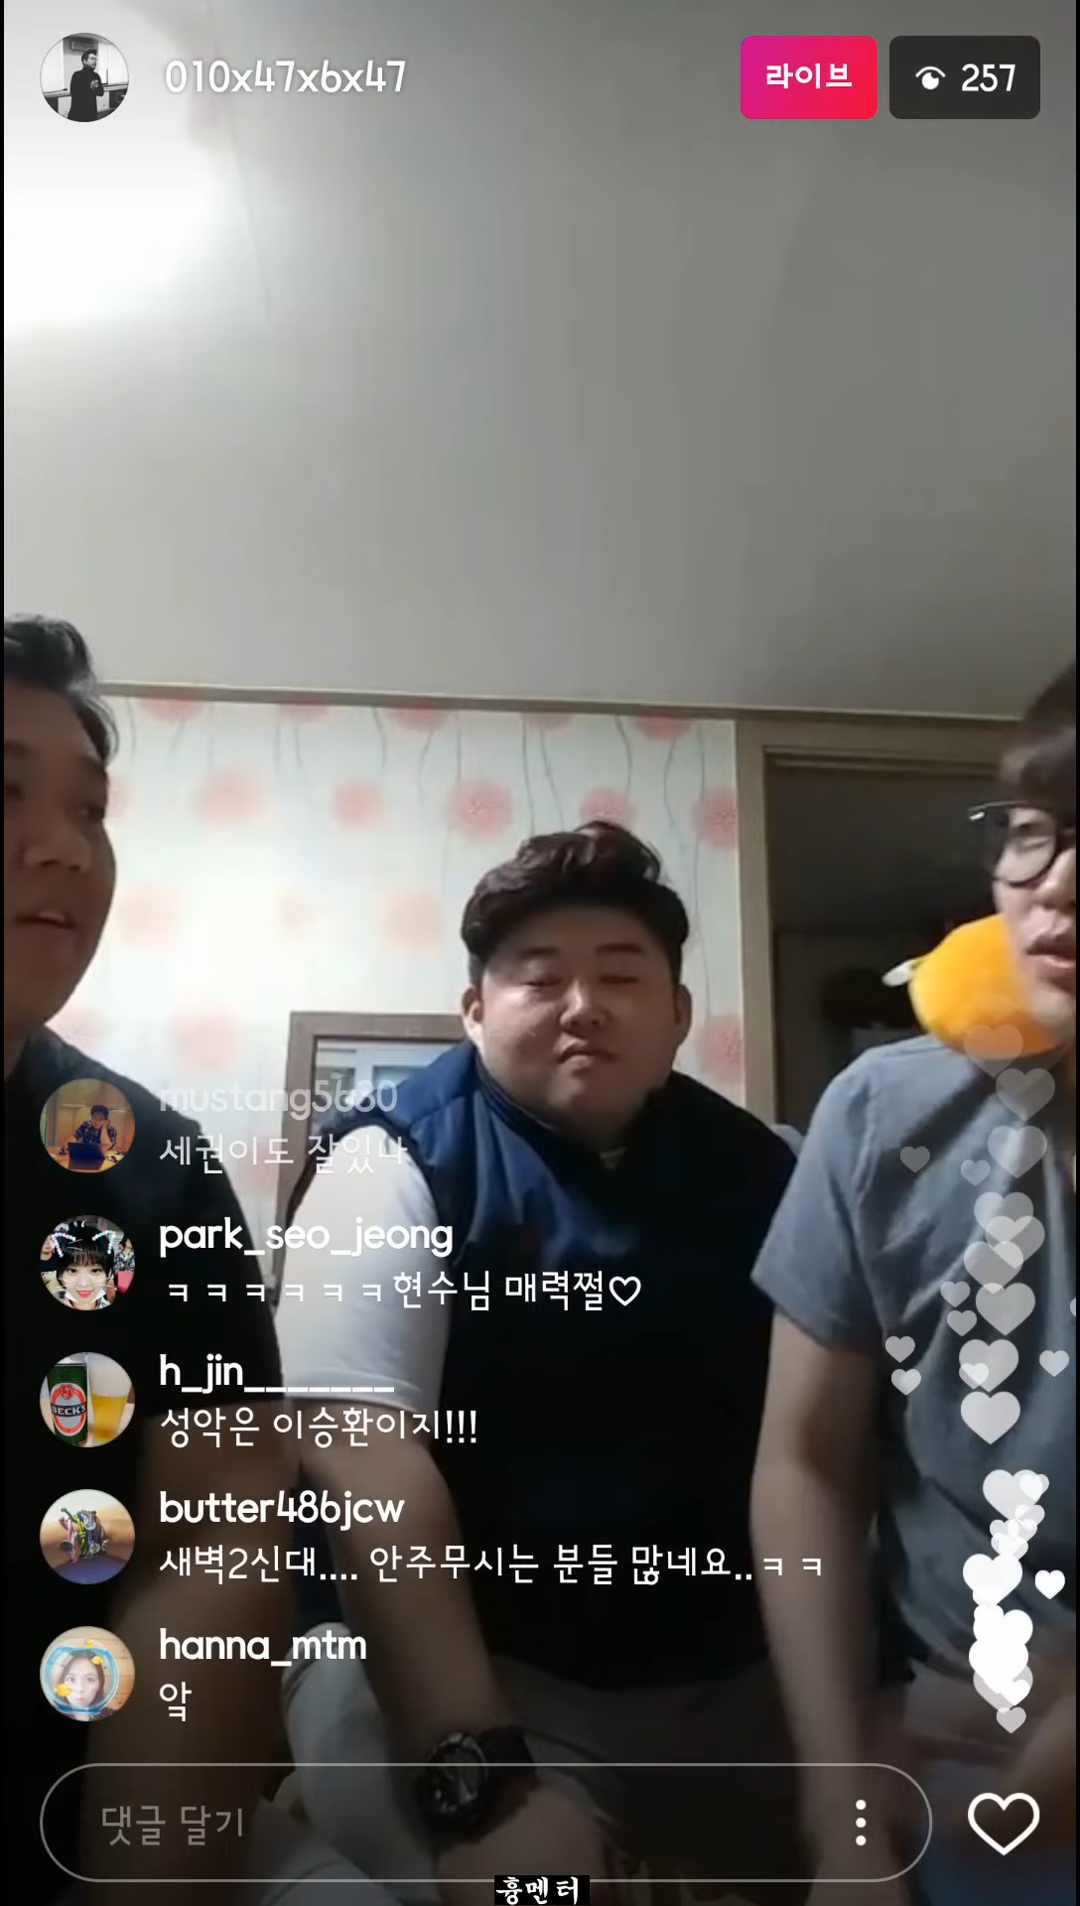 010x47x6x47
라이브
257
mustang5680
세권이도 잘있나
park_seo_jeong
ㅋㅋㅋㅋㅋㅋ현수님 매력쩔♡
h_jin_______
성악은 이승환이지!!!
butter486jcw
새벽2신대.... 안주무시는 분들 많네요..ㅋㅋ
hanna_mtm
앜
댓글 달기
흥멘터